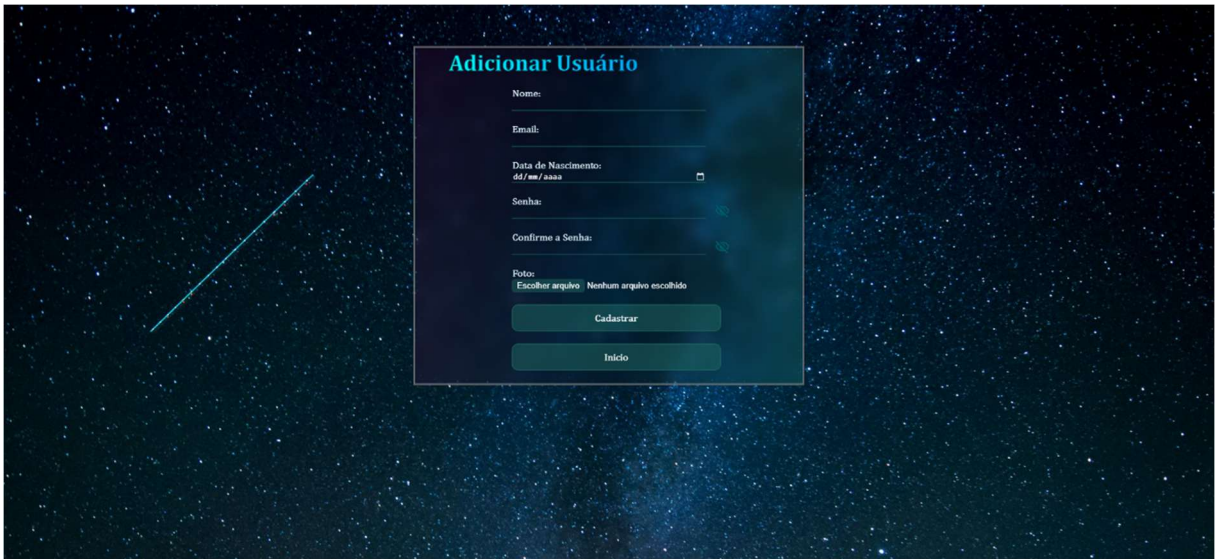 Adicionar Usuário
Nome:
Email:
Data de Nascimento:
dd/mm/aaaa
Senha:
Confirme a Senha:
Foto:
Escolher arquivo Nenhum arquivo escolhido
Cadastrar
Inicio